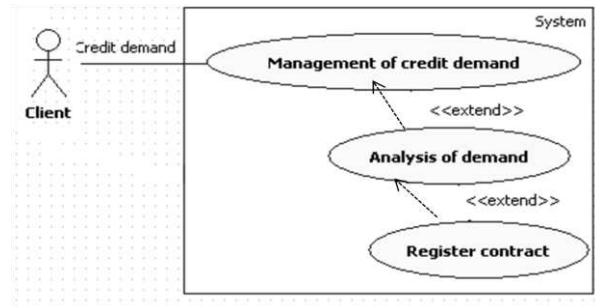 System
Credit demand
Management of credit demand
Client
<<extend>>
Analysis of demand
<<extend>>
Register contract